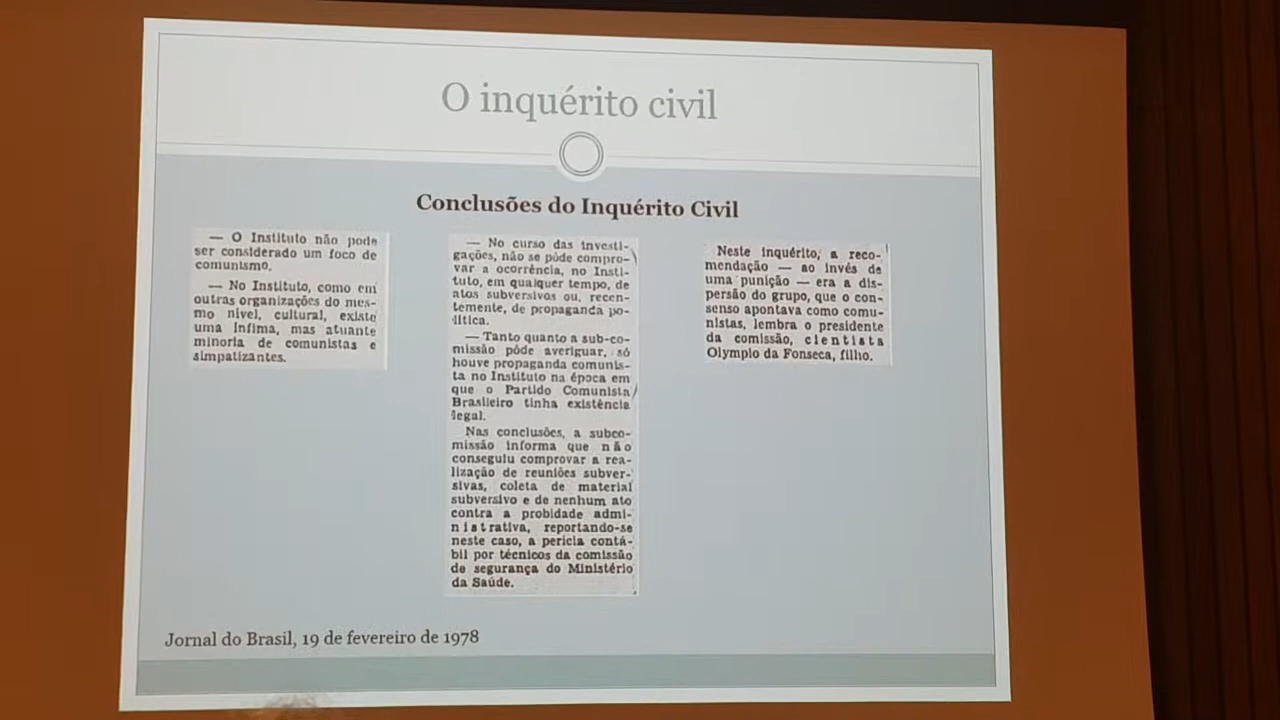 O inquérito civil
Conclusões do Inquérito Civil
— O Instituto não pode
ser considerado um foco de
comunismo.
— No Instituto, como em
outras organizações do mes-
mo nível, cultural, existe
uma ínfima, mas atuante
minoria de comunistas e
simpatizantes.
— No curso das investi-
gações, não se pôde compro-
var a ocorrência, no Insti-
tuto, em qualquer tempo, de
atos subversivos ou, recen-
temente, de propaganda po-
lítica.
— Tanto quanto a sub-co-
missão pôde averiguar, só
houve propaganda comunis-
ta no Instituto na época em
que o Partido Comunista
Brasileiro tinha existência
legal.
Nas conclusões, a subco-
missão informa que não
conseguiu comprovar a rea-
lização de reuniões subver-
sivas, coleta de material
subversivo e de nenhum ato
contra a probidade admi-
nistrativa, reportando-se
neste caso, a perícia contá-
bil por técnicos da comissão
de segurança do Ministério
da Saúde.
Neste inquérito, a reco-
mendação — ao invés de
uma punição — era a dis-
persão do grupo, que o con-
senso apontava como comu-
nistas, lembra o presidente
da comissão, cientista
Olympio da Fonseca, filho.
Jornal do Brasil, 19 de fevereiro de 1978